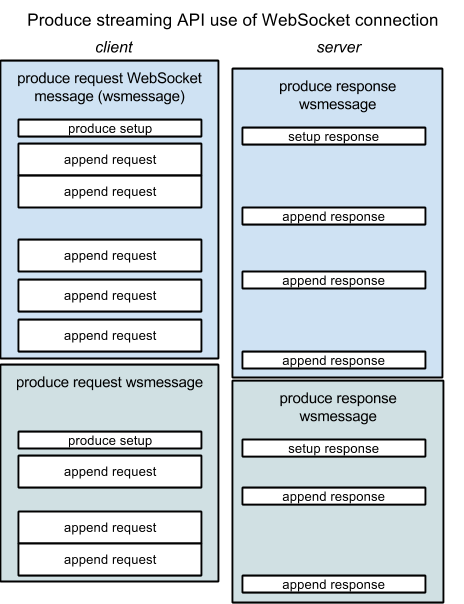 Produce streaming API use of WebSocket connection
client
server
produce request WebSocket
message (wsmessage)
produce setup
append request
append request
append request
append request
append request
produce response
wsmessage
setup response
append response
append response
append response
produce request wsmessage
produce setup
append request
append request
append request
produce response
wsmessage
setup response
append response
append response